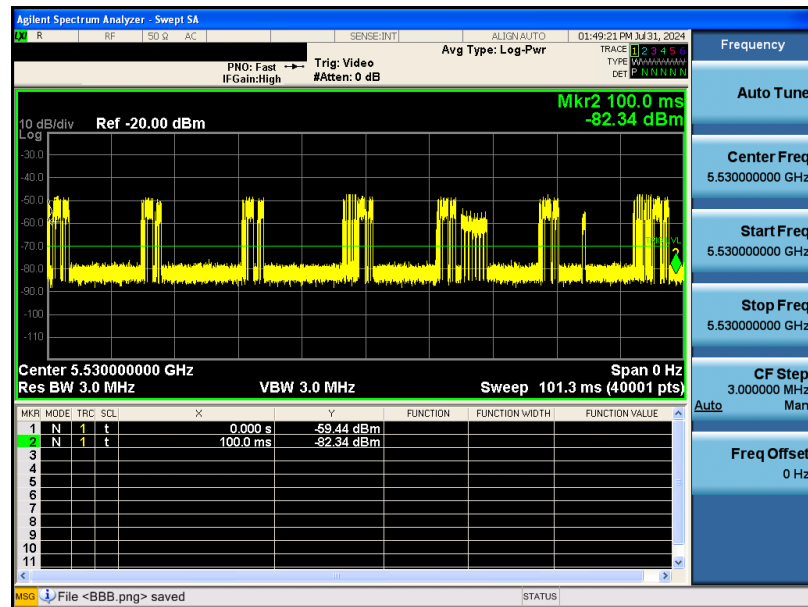 Agilent Spectrum Analyzer - Swept SA
LXI R RF 50 Ω AC SENSE:INT ALIGN AUTO 01:49:21 PM Jul 31, 2024
Avg Type: Log-Pwr TRACE 1 2 3 4 5 6
PNO: Fast Trig: Video TYPE WWWWWW
IFGain:High #Atten: 0 dB DET P N N N N N
Frequency
Auto Tune
Mkr2 100.0 ms
10 dB/div Ref -20.00 dBm -82.34 dBm
Log
-30.0
-40.0
-50.0
-60.0
-70.0
-80.0
-90.0
-100
-110
2
Center 5.530000000 GHz Span 0 Hz
Res BW 3.0 MHz VBW 3.0 MHz Sweep 101.3 ms (40001 pts)
MKR MODE TRC SCL X Y FUNCTION FUNCTION WIDTH FUNCTION VALUE
1 N 1 t 0.000 s -59.44 dBm
2 N 1 t 100.0 ms -82.34 dBm
3
4
5
6
7
8
9
10
11
Center Freq
5.530000000 GHz
Start Freq
5.530000000 GHz
Stop Freq
5.530000000 GHz
CF Step
3.000000 MHz
Auto Man
Freq Offset
0 Hz
MSG File <BBB.png> saved STATUS